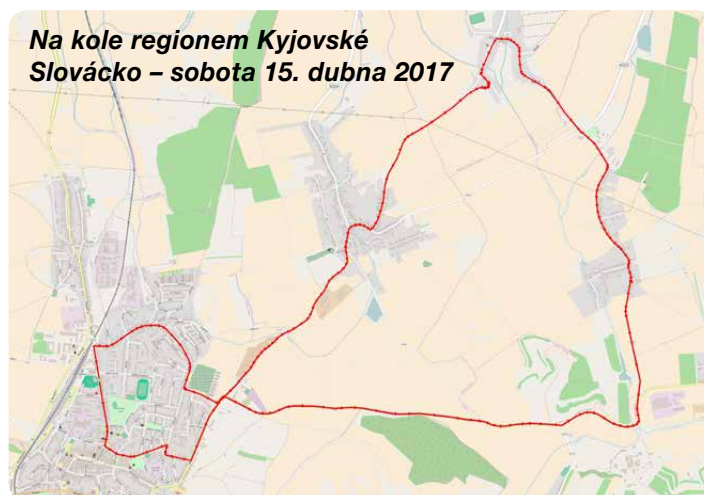 Na kole regionem Kyjovské
Slovácko – sobota 15. dubna 2017